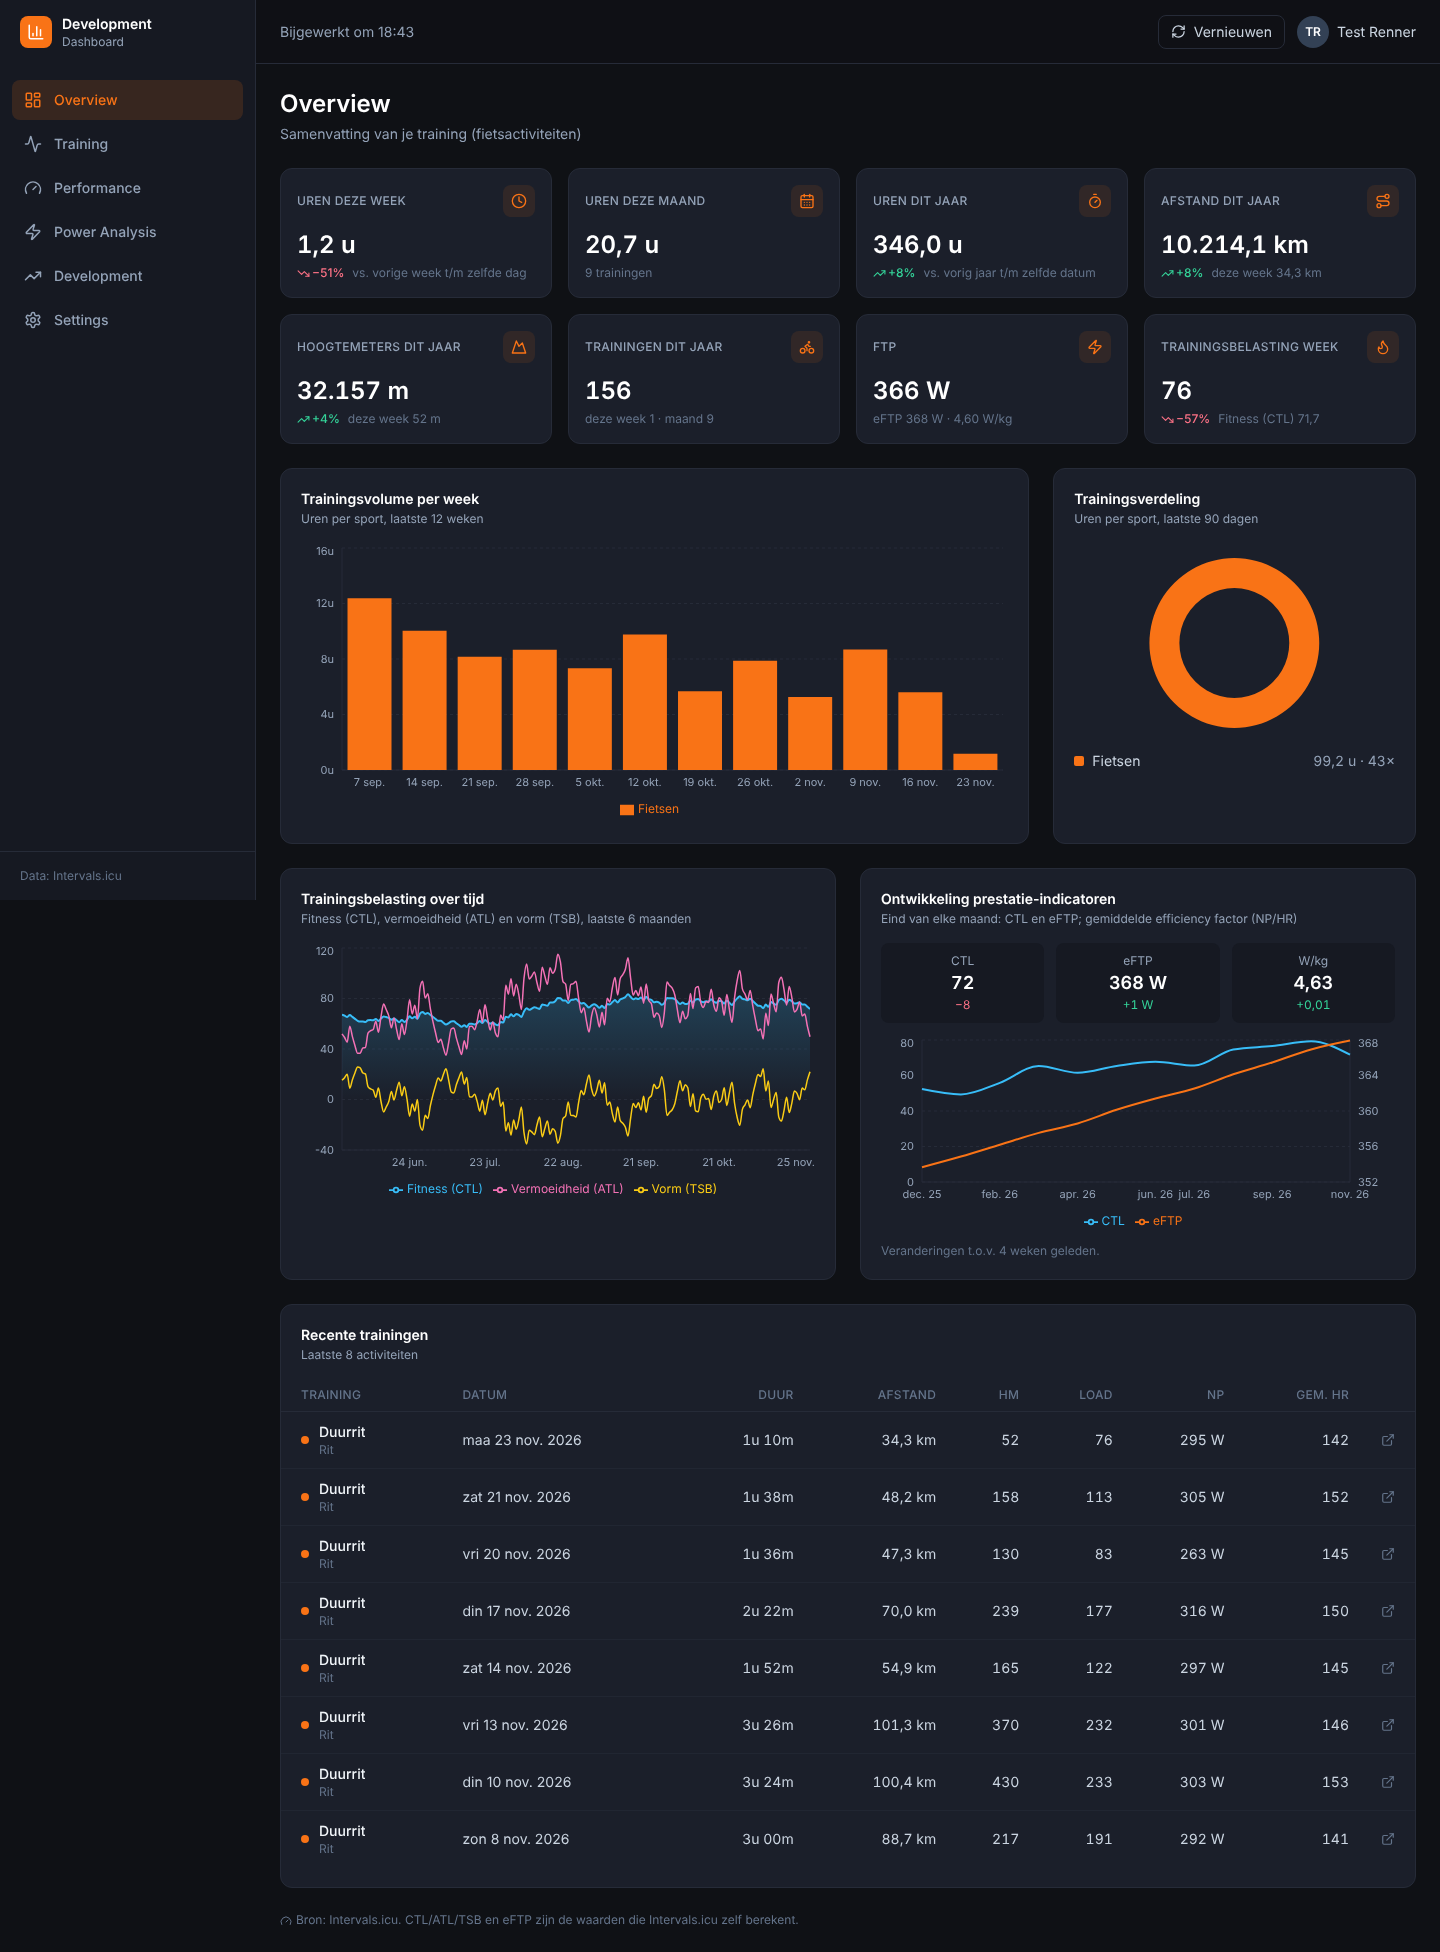 Development
Dashboard
Overview
Training
Performance
Power Analysis
Development
Settings
Data: Intervals.icu
Bijgewerkt om 18:43
Vernieuwen
TR
Test Renner
Overview
Samenvatting van je training (fietsactiviteiten)
UREN DEZE WEEK
1,2 u
−51% vs. vorige week t/m zelfde dag
UREN DEZE MAAND
20,7 u
9 trainingen
UREN DIT JAAR
346,0 u
+8% vs. vorig jaar t/m zelfde datum
AFSTAND DIT JAAR
10.214,1 km
+8% deze week 34,3 km
HOOGTEMETERS DIT JAAR
32.157 m
+4% deze week 52 m
TRAININGEN DIT JAAR
156
deze week 1 · maand 9
FTP
366 W
eFTP 368 W · 4,60 W/kg
TRAININGSBELASTING WEEK
76
−57% Fitness (CTL) 71,7
Trainingsvolume per week
Uren per sport, laatste 12 weken
16u
12u
8u
4u
0u
7 sep. 14 sep. 21 sep. 28 sep. 5 okt. 12 okt. 19 okt. 26 okt. 2 nov. 9 nov. 16 nov. 23 nov.
Fietsen
Trainingsverdeling
Uren per sport, laatste 90 dagen
Fietsen 99,2 u · 43×
Trainingsbelasting over tijd
Fitness (CTL), vermoeidheid (ATL) en vorm (TSB), laatste 6 maanden
120
80
40
0
-40
24 jun. 23 jul. 22 aug. 21 sep. 21 okt. 25 nov.
Fitness (CTL) Vermoeidheid (ATL) Vorm (TSB)
Ontwikkeling prestatie-indicatoren
Eind van elke maand: CTL en eFTP; gemiddelde efficiency factor (NP/HR)
CTL
72
−8
eFTP
368 W
+1 W
W/kg
4,63
+0,01
80 368
60 364
40 360
20 356
0 352
dec. 25 feb. 26 apr. 26 jun. 26 jul. 26 sep. 26 nov. 26
CTL eFTP
Veranderingen t.o.v. 4 weken geleden.
Recente trainingen
Laatste 8 activiteiten
TRAINING DATUM DUUR AFSTAND HM LOAD NP GEM. HR
Duurrit
Rit
maa 23 nov. 2026 1u 10m 34,3 km 52 76 295 W 142
Duurrit
Rit
zat 21 nov. 2026 1u 38m 48,2 km 158 113 305 W 152
Duurrit
Rit
vri 20 nov. 2026 1u 36m 47,3 km 130 83 263 W 145
Duurrit
Rit
din 17 nov. 2026 2u 22m 70,0 km 239 177 316 W 150
Duurrit
Rit
zat 14 nov. 2026 1u 52m 54,9 km 165 122 297 W 145
Duurrit
Rit
vri 13 nov. 2026 3u 26m 101,3 km 370 232 301 W 146
Duurrit
Rit
din 10 nov. 2026 3u 24m 100,4 km 430 233 303 W 153
Duurrit
Rit
zon 8 nov. 2026 3u 00m 88,7 km 217 191 292 W 141
Bron: Intervals.icu. CTL/ATL/TSB en eFTP zijn de waarden die Intervals.icu zelf berekent.